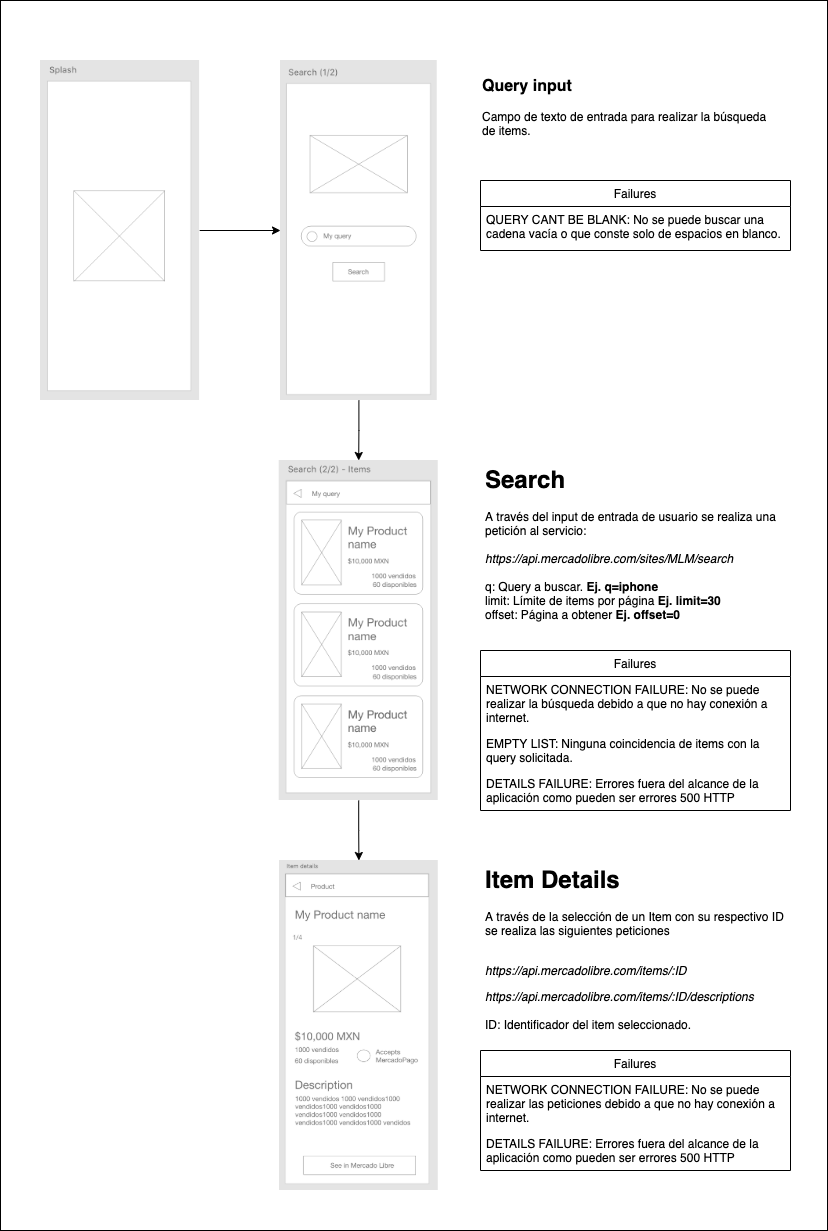 Splash
Search (1/2)
My query
Search
Query input
Campo de texto de entrada para realizar la búsqueda
de items.
Failures
QUERY CANT BE BLANK: No se puede buscar una
cadena vacía o que conste solo de espacios en blanco.
Search (2/2) - Items
My query
My Product
name
$10,000 MXN
1000 vendidos
60 disponibles
My Product
name
$10,000 MXN
1000 vendidos
60 disponibles
My Product
name
$10,000 MXN
1000 vendidos
60 disponibles
Search
A través del input de entrada de usuario se realiza una
petición al servicio:
https://api.mercadolibre.com/sites/MLM/search
q: Query a buscar. Ej. q=iphone
limit: Límite de items por página Ej. limit=30
offset: Página a obtener Ej. offset=0
Failures
NETWORK CONNECTION FAILURE: No se puede
realizar la búsqueda debido a que no hay conexión a
internet.
EMPTY LIST: Ninguna coincidencia de items con la
query solicitada.
DETAILS FAILURE: Errores fuera del alcance de la
aplicación como pueden ser errores 500 HTTP
Item details
Product
My Product name
1/4
$10,000 MXN
1000 vendidos
60 disponibles
Accepts
MercadoPago
Description
1000 vendidos 1000 vendidos1000
vendidos1000 vendidos1000
vendidos1000 vendidos1000
vendidos1000 vendidos1000 vendidos
See in Mercado Libre
Item Details
A través de la selección de un Item con su respectivo ID
se realiza las siguientes peticiones
https://api.mercadolibre.com/items/:ID
https://api.mercadolibre.com/items/:ID/descriptions
ID: Identificador del item seleccionado.
Failures
NETWORK CONNECTION FAILURE: No se puede
realizar las peticiones debido a que no hay conexión a
internet.
DETAILS FAILURE: Errores fuera del alcance de la
aplicación como pueden ser errores 500 HTTP